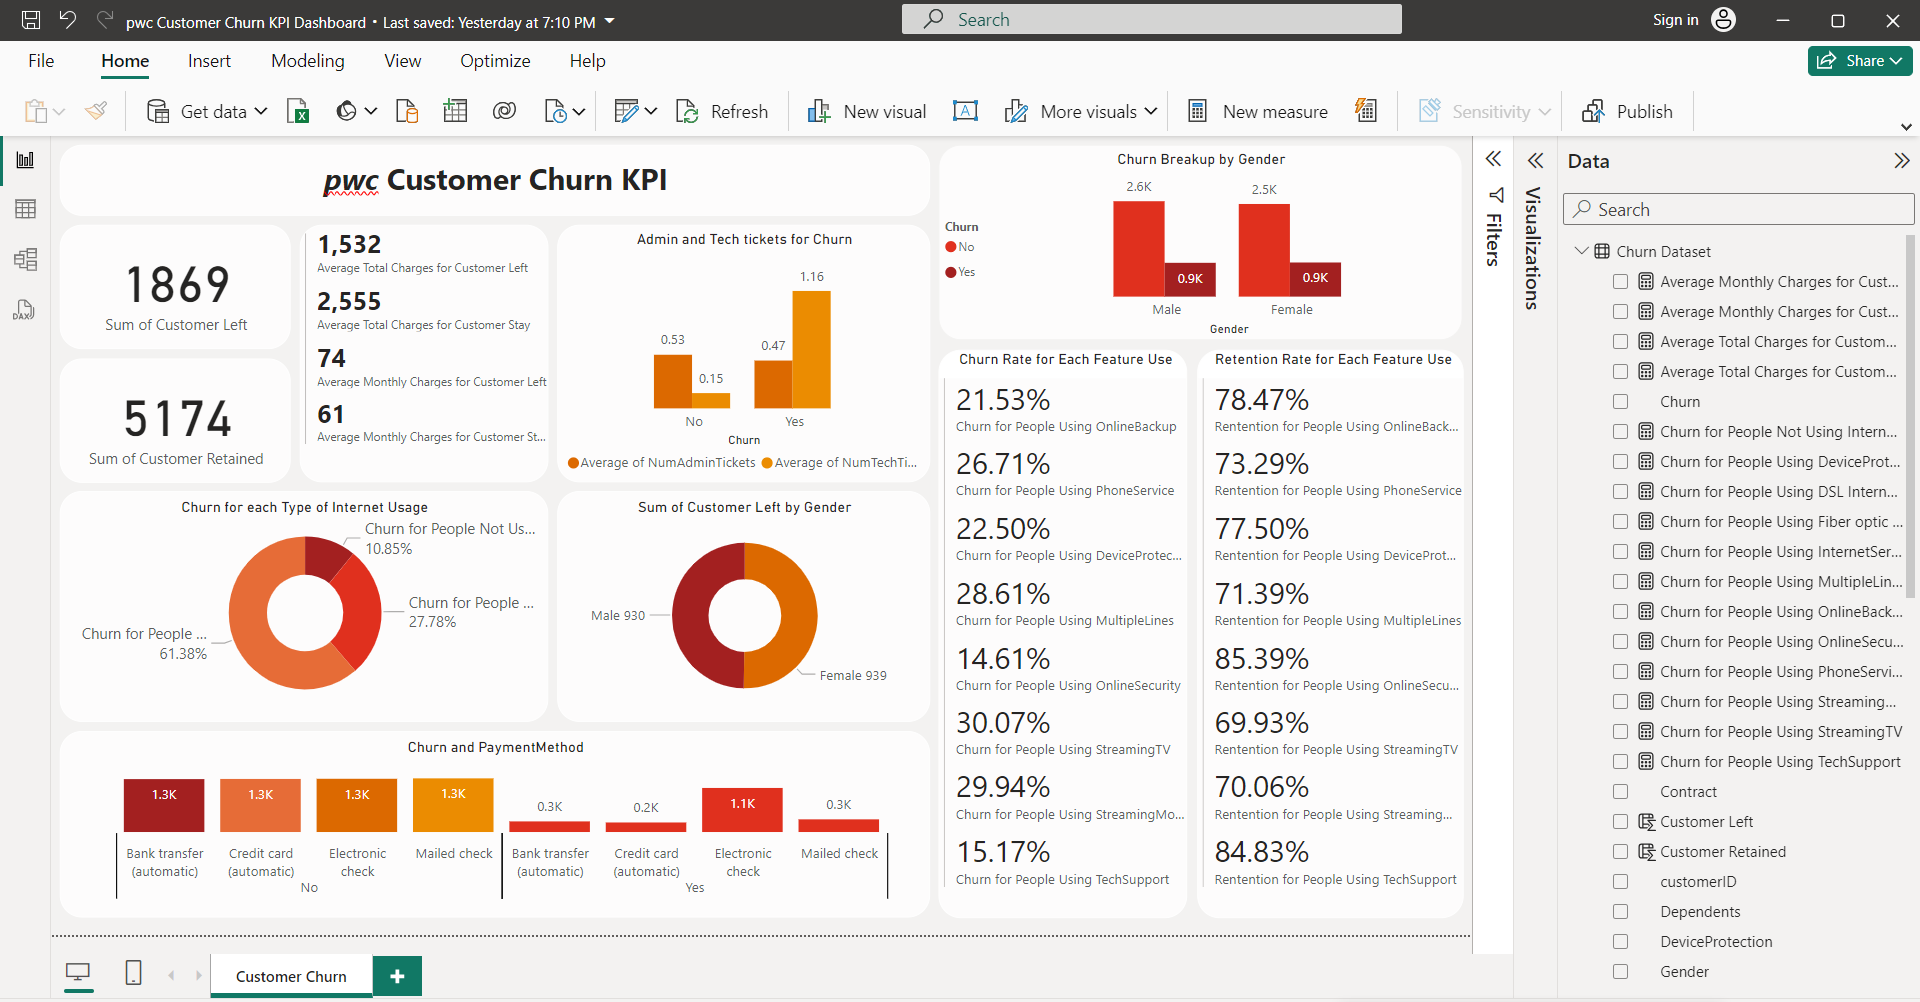 pwc Customer Churn KPI Dashboard • Last saved: Yesterday at 7:10 PM
Search
Sign in
File
Home
Insert
Modeling
View
Optimize
Help
Share
Get data
Refresh
New visual
More visuals
New measure
Sensitivity
Publish
pwc Customer Churn KPI
1869
Sum of Customer Left
5174
Sum of Customer Retained
1,532
Average Total Charges for Customer Left
2,555
Average Total Charges for Customer Stay
74
Average Monthly Charges for Customer Left
61
Average Monthly Charges for Customer St...
Admin and Tech tickets for Churn
1.16
0.53
0.47
0.15
No
Yes
Churn
Average of NumAdminTickets
Average of NumTechTi...
Churn Breakup by Gender
Churn
No
Yes
2.6K
2.5K
0.9K
0.9K
Male
Female
Gender
Churn for each Type of Internet Usage
Churn for People Not Us...
10.85%
Churn for People ...
27.78%
Churn for People ...
61.38%
Sum of Customer Left by Gender
Male 930
Female 939
Churn and PaymentMethod
1.3K
1.3K
1.3K
1.3K
0.3K
0.2K
1.1K
0.3K
Bank transfer
(automatic)
Credit card
(automatic)
Electronic
check
Mailed check
Bank transfer
(automatic)
Credit card
(automatic)
Electronic
check
Mailed check
No
Yes
Churn Rate for Each Feature Use
21.53%
Churn for People Using OnlineBackup
26.71%
Churn for People Using PhoneService
22.50%
Churn for People Using DeviceProtec...
28.61%
Churn for People Using MultipleLines
14.61%
Churn for People Using OnlineSecurity
30.07%
Churn for People Using StreamingTV
29.94%
Churn for People Using StreamingMo...
15.17%
Churn for People Using TechSupport
Retention Rate for Each Feature Use
78.47%
Rentention for People Using OnlineBack...
73.29%
Rentention for People Using PhoneService
77.50%
Rentention for People Using DeviceProt...
71.39%
Rentention for People Using MultipleLines
85.39%
Rentention for People Using OnlineSecu...
69.93%
Rentention for People Using StreamingTV
70.06%
Rentention for People Using Streaming...
84.83%
Rentention for People Using TechSupport
Filters
Visualizations
Data
Search
Churn Dataset
Average Monthly Charges for Cust...
Average Monthly Charges for Cust...
Average Total Charges for Custom...
Average Total Charges for Custom...
Churn
Churn for People Not Using Intern...
Churn for People Using DeviceProt...
Churn for People Using DSL Intern...
Churn for People Using Fiber optic ...
Churn for People Using InternetSer...
Churn for People Using MultipleLin...
Churn for People Using OnlineBack...
Churn for People Using OnlineSecu...
Churn for People Using PhoneServi...
Churn for People Using Streaming...
Churn for People Using StreamingTV
Churn for People Using TechSupport
Contract
Customer Left
Customer Retained
customerID
Dependents
DeviceProtection
Gender
DAX
Customer Churn